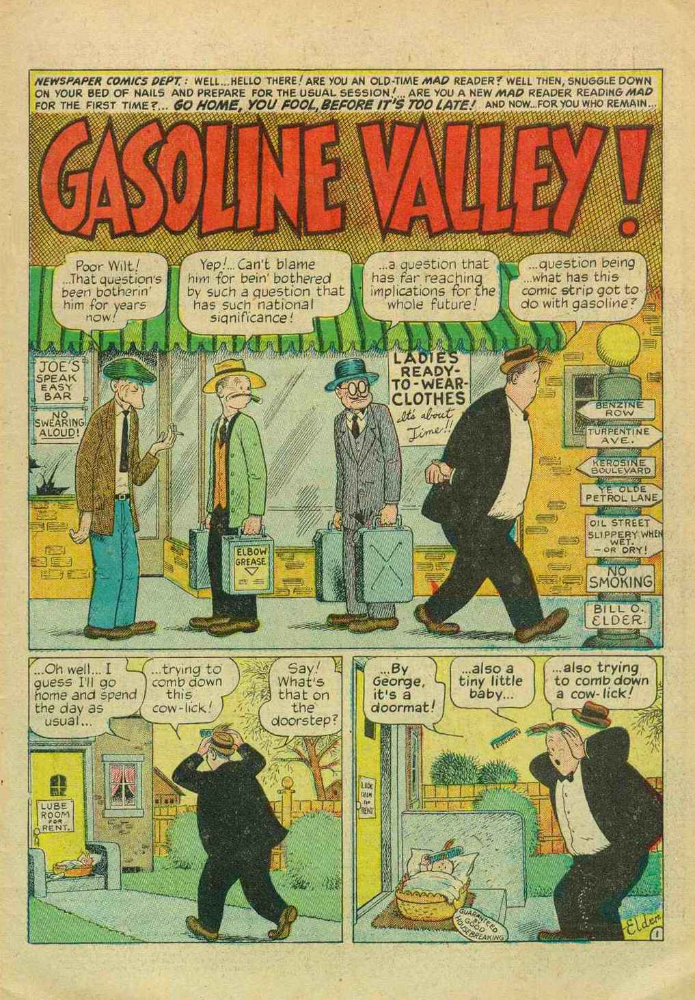 NEWSPAPER COMICS DEPT.: WELL...HELLO THERE! ARE YOU AN OLD-TIME MAD READER? WELL THEN, SNUGGLE DOWN
ON YOUR BED OF NAILS AND PREPARE FOR THE USUAL SESSION!... ARE YOU A NEW MAD READER READING MAD
FOR THE FIRST TIME?... GO HOME, YOU FOOL, BEFORE IT'S TOO LATE! AND NOW...FOR YOU WHO REMAIN...
GASOLINE VALLEY!
Poor Wilt!
...That question's
been botherin'
him for years
now!
Yep!...Can't blame
him for bein' bothered
by such a question that
has such national
significance!
...a question that
has far reaching
implications for the
whole future!
...question being
...what has this
comic strip got to
do with gasoline?
JOE'S
SPEAK
EASY
BAR
NO
SWEARING
ALOUD!
LADIES
READY-
TO-WEAR-
CLOTHES
It's about
Time!!
ELBOW
GREASE
BENZINE
ROW
TURPENTINE
AVE.
KEROSINE
BOULEVARD
YE OLDE
PETROL LANE
OIL STREET
SLIPPERY WHEN
WET.
—OR DRY!
NO
SMOKING
BILL O.
ELDER.
...Oh well... I
guess I'll go
home and spend
the day as
usual...
...trying to
comb down
this
cow-lick!
Say!
What's
that on
the
doorstep?
LUBE
ROOM
FOR
RENT.
...By
George,
it's a
doormat!
...also a
tiny little
baby...
...also trying
to comb down
a cow-lick!
LUBE
ROOM
FOR
RENT
GUARANTEED
BY
GOOD
HOUSEBREAKING
Elder
1